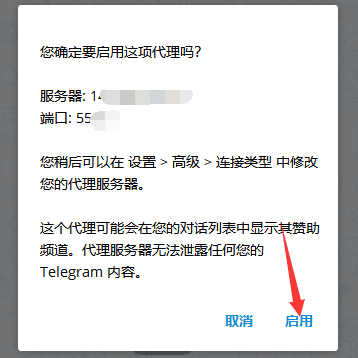 您确定要启用这项代理吗？
服务器: 14
端口: 55
您稍后可以在 设置 > 高级 > 连接类型 中修改
您的代理服务器。
这个代理可能会在您的对话列表中显示其赞助
频道。代理服务器无法泄露任何您的
Telegram 内容。
取消 启用